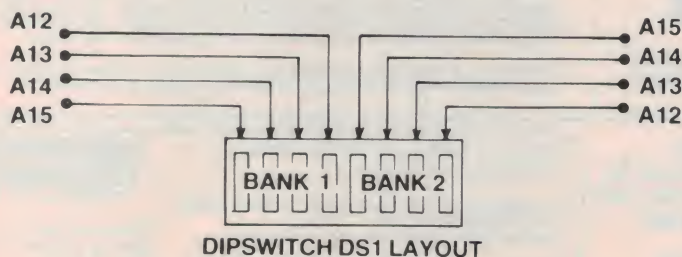 A12
A13
A14
A15
A15
A14
A13
A12
BANK 1 BANK 2
DIPSWITCH DS1 LAYOUT